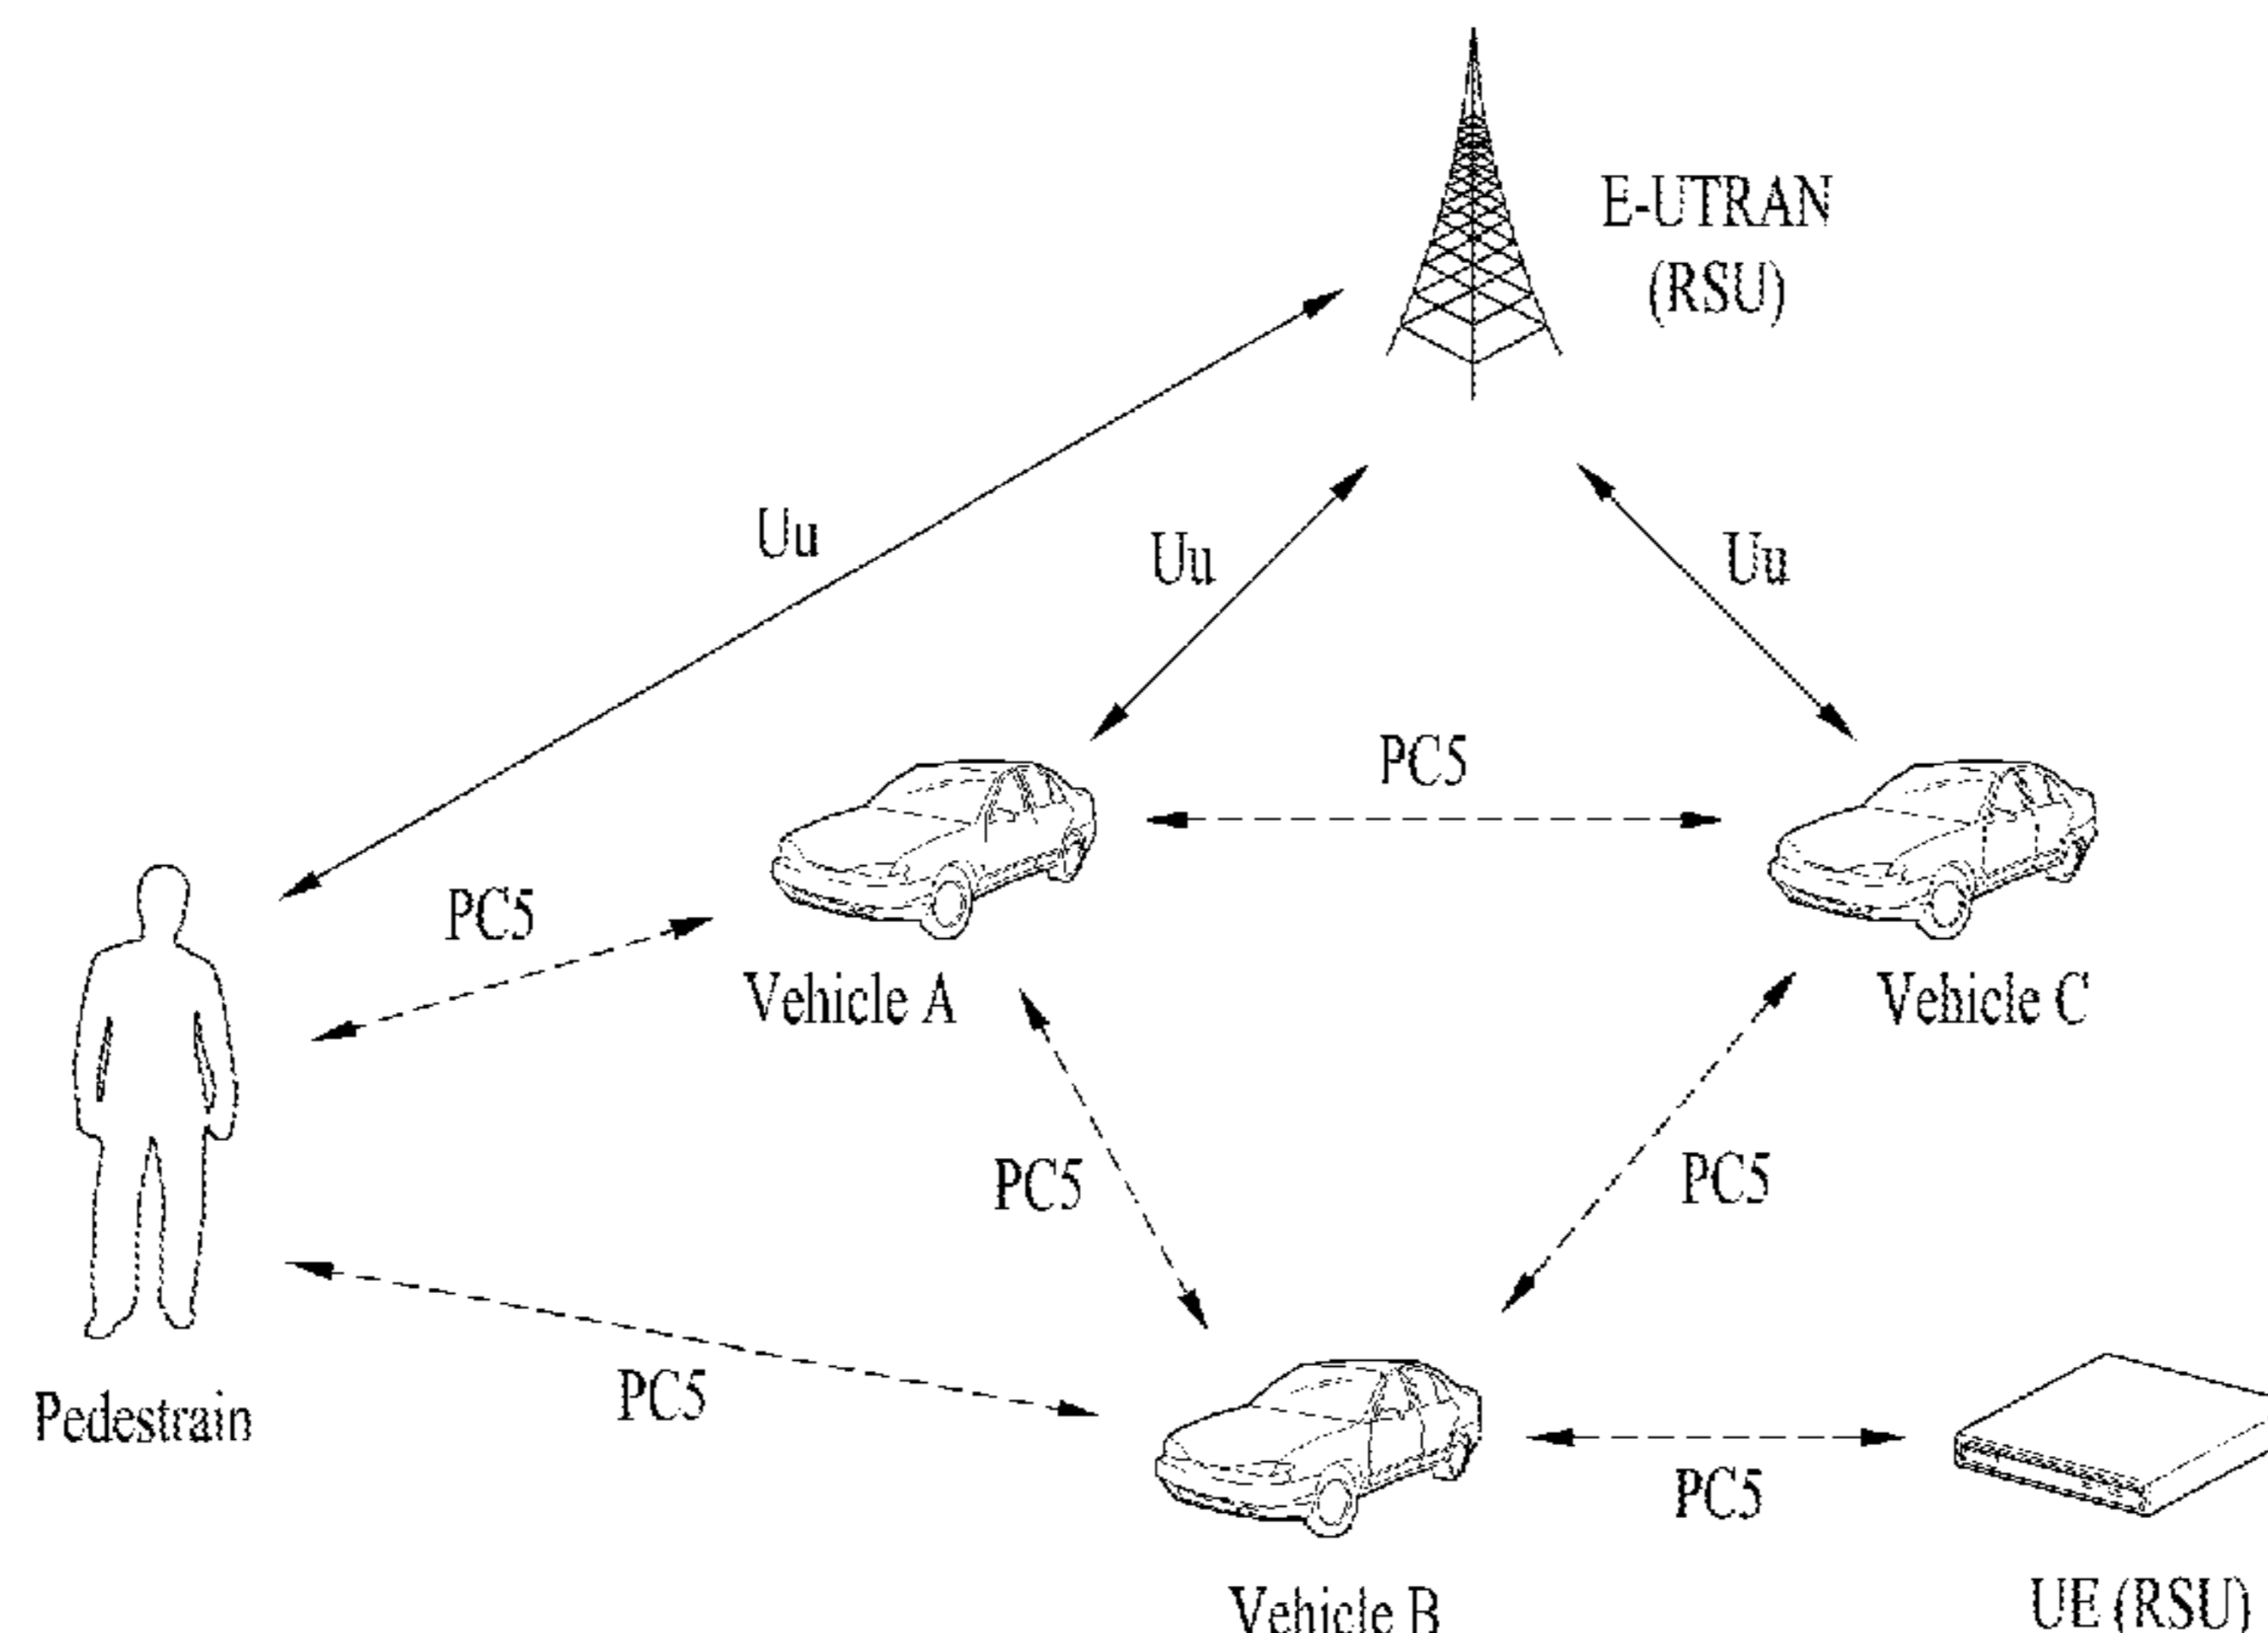 E-UTRAN
(RSU)
Uu
Uu
Uu
PC5
PC5
Vehicle A
Vehicle C
PC5
PC5
PC5
Pedestrain
PC5
Vehicle B
UE (RSU)